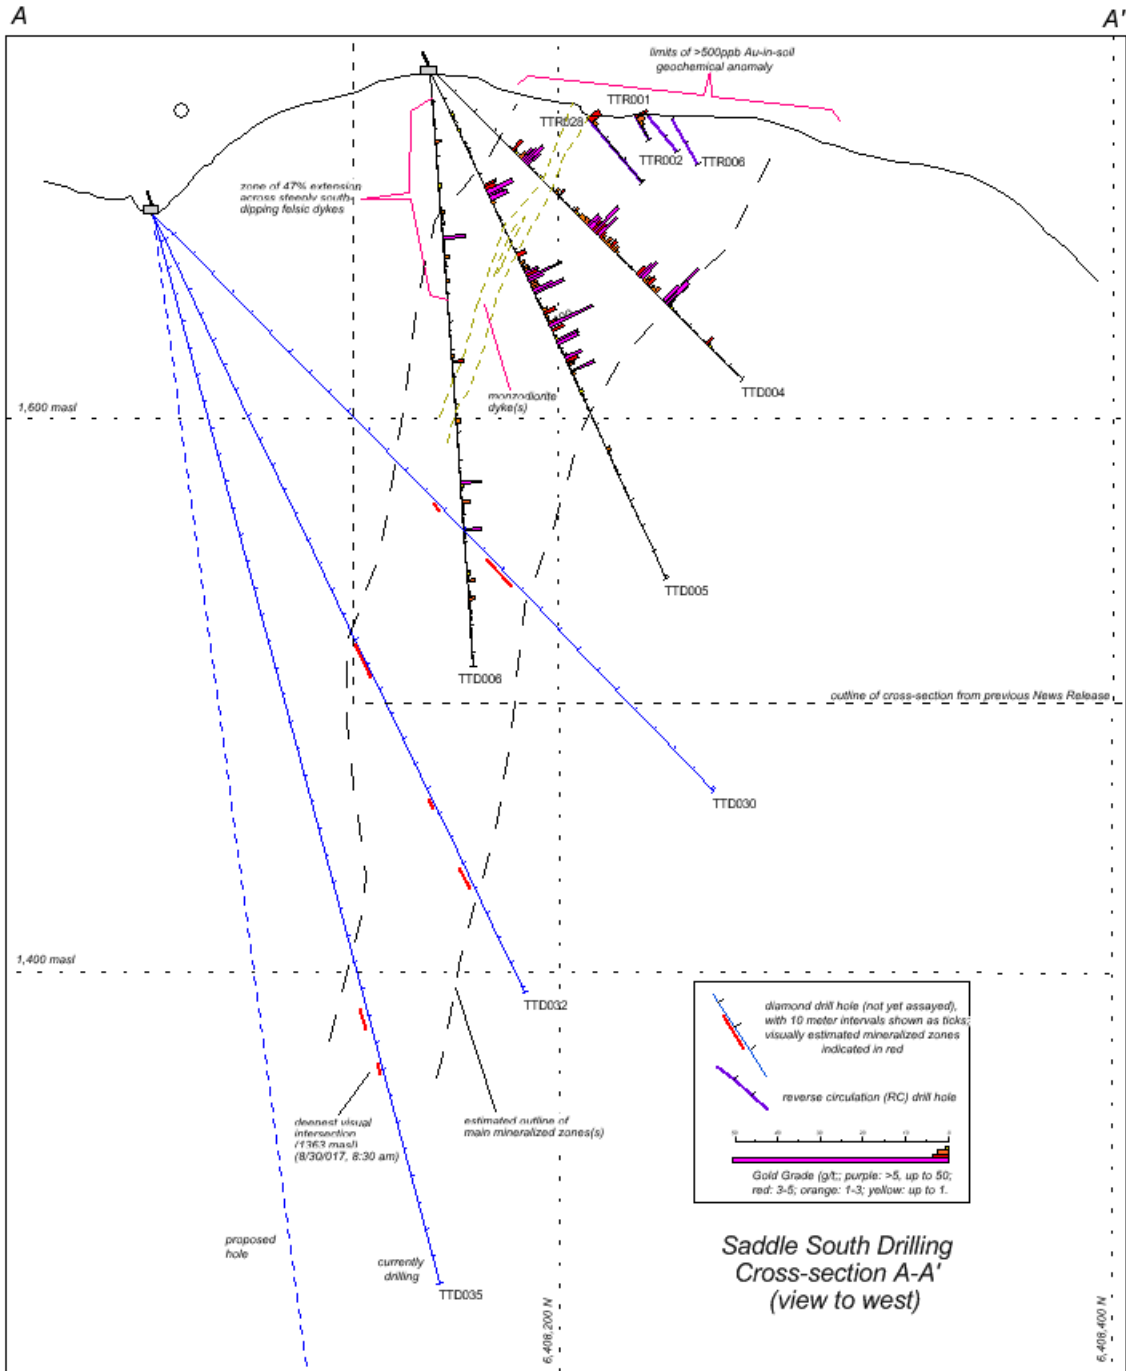 A
A'
limits of >500ppb Au-in-soil
geochemical anomaly
TTR001
TTR028
TTR002
TTR006
zone of 47% extension
across steeply south-
dipping felsic dykes
monzodiorite
dyke(s)
TTD004
1,600 masl
TTD005
TTD006
outline of cross-section from previous News Release
TTD030
1,400 masl
TTD032
diamond drill hole (not yet assayed),
with 10 meter intervals shown as ticks;
visually estimated mineralized zones
indicated in red
reverse circulation (RC) drill hole
Gold Grade (g/t;; purple: >5, up to 50;
red: 3-5; orange: 1-3; yellow: up to 1.
deepest visual
intersection
(1363 masl)
(8/30/017, 8:30 am)
estimated outline of
main mineralized zones(s)
proposed
hole
currently
drilling
TTD035
Saddle South Drilling
Cross-section A-A'
(view to west)
6,408,200 N
6,408,400 N